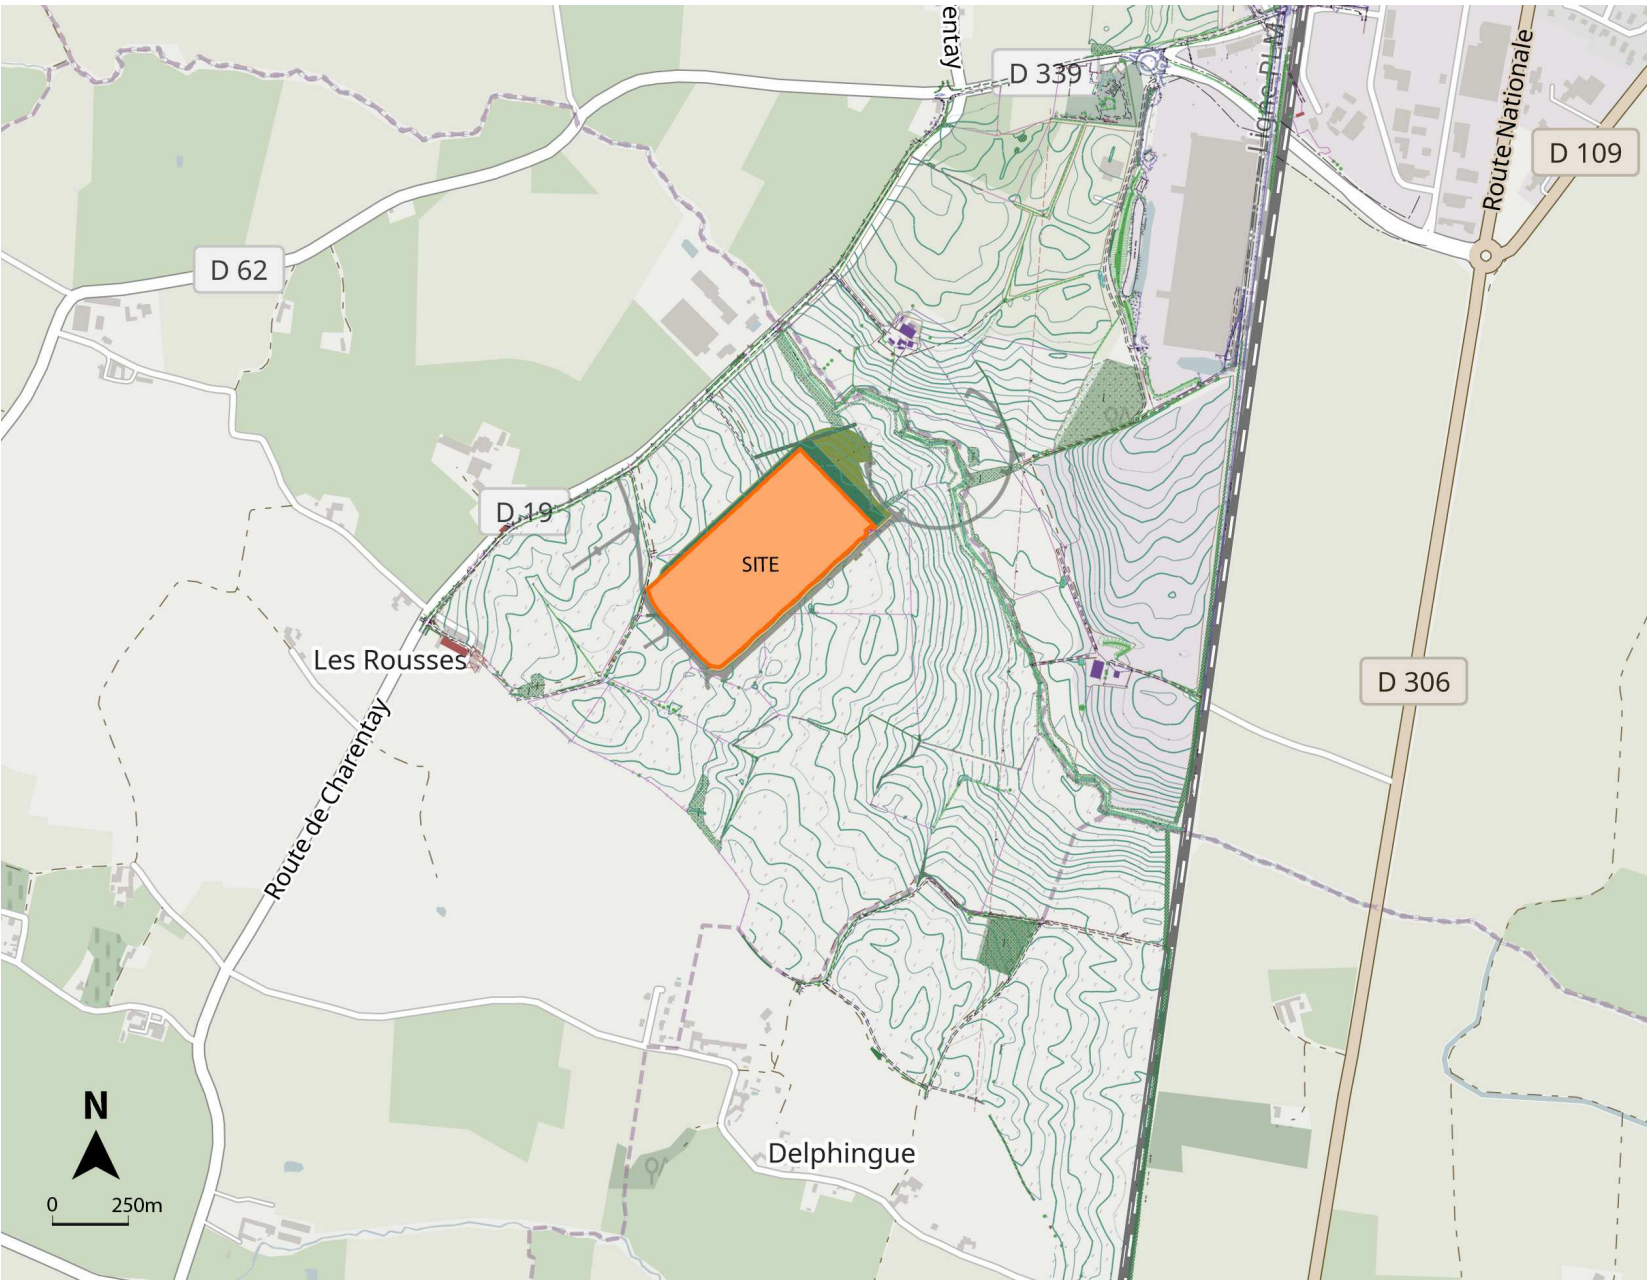 entay
D 339
Route Nationale
D 109
D 62
D 19
SITE
Les Rousses
D 306
Route de Charentay
N
0 250m
Delphingue